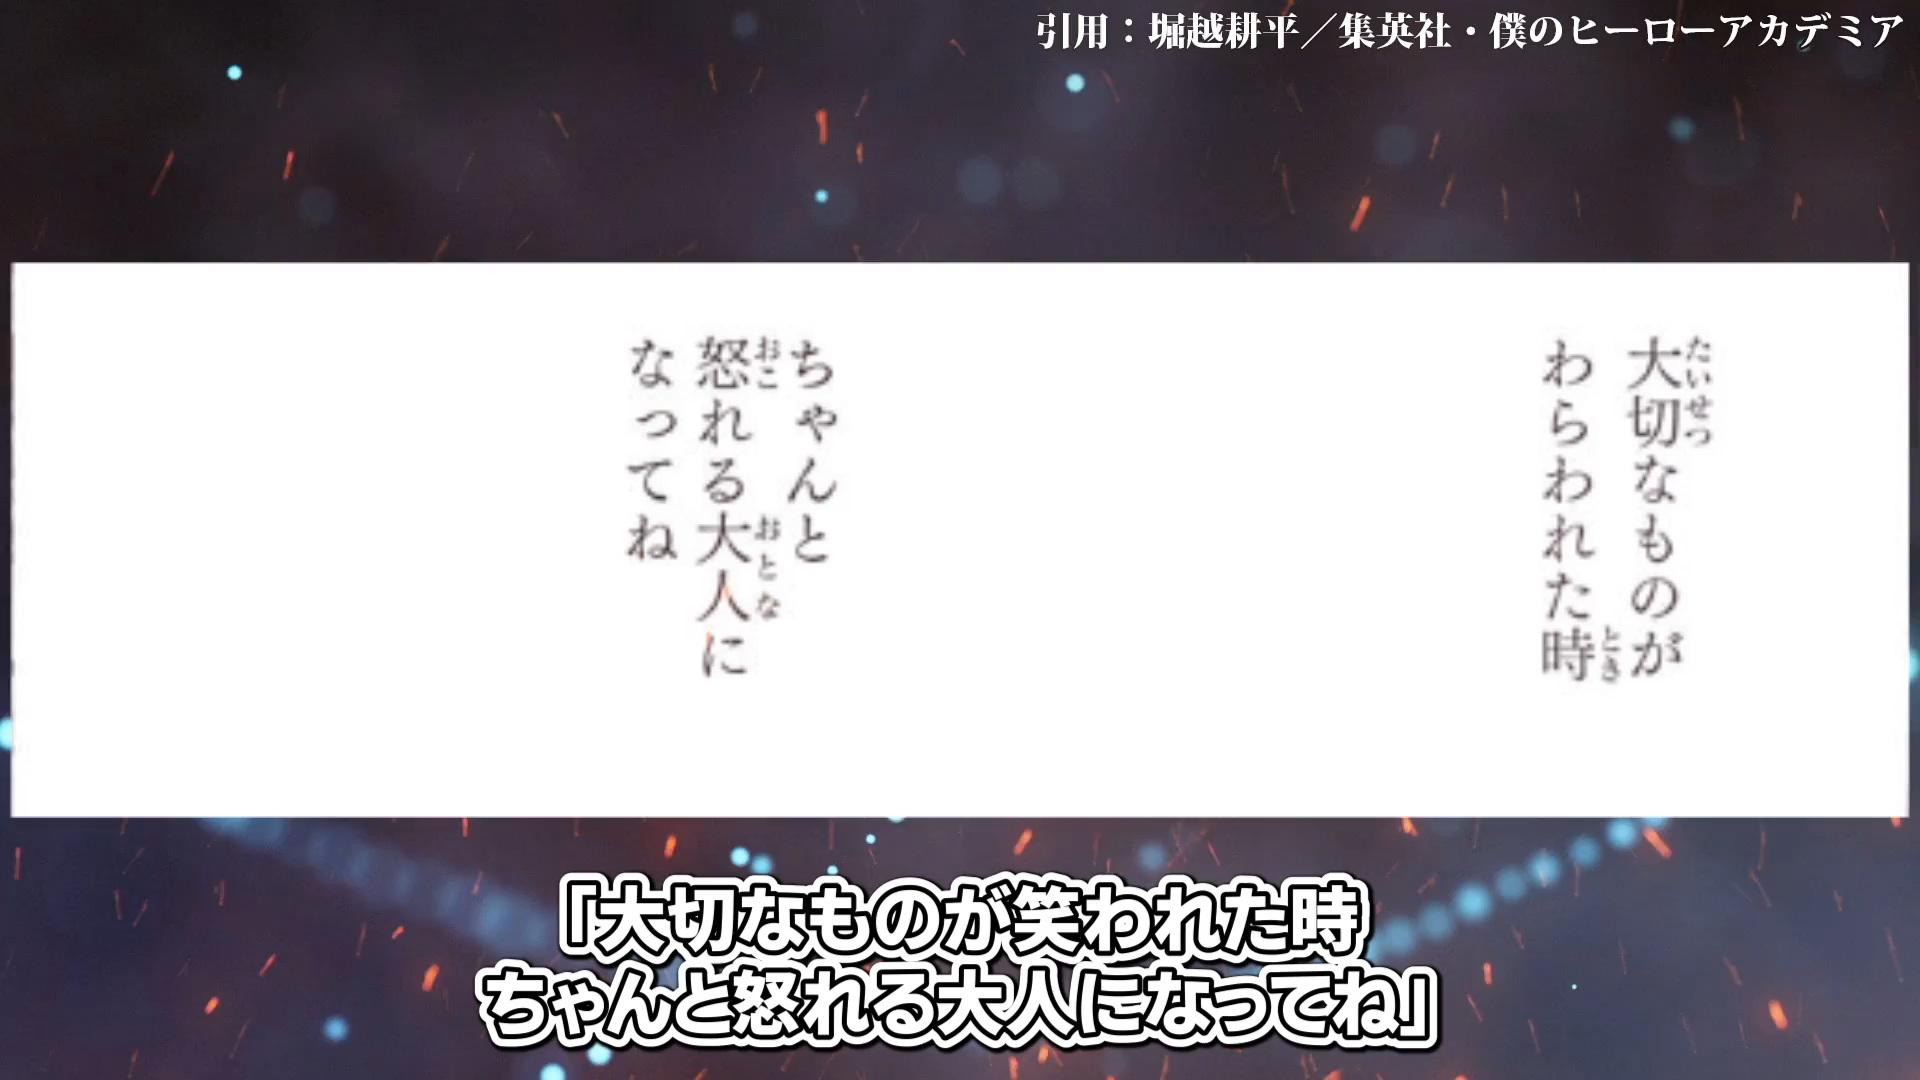 引用：堀越耕平／集英社・僕のヒーローアカデミア
大切なものが
わらわれた時
ちゃんと
怒れる大人に
なってね
「大切なものが笑われた時
ちゃんと怒れる大人になってね」